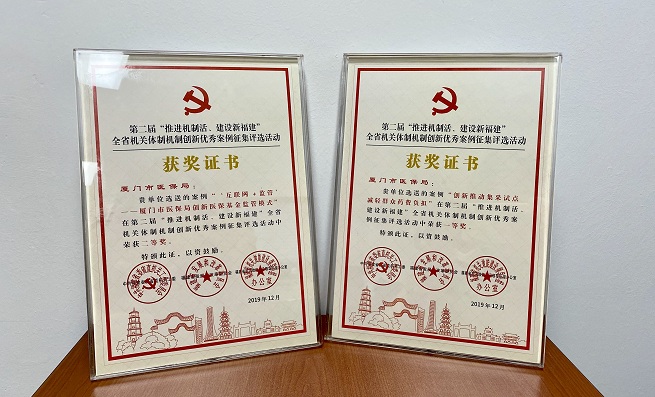 第二届“推进机制活、建设新福建”
全省机关体制机制创新优秀案例征集评选活动
获奖证书
厦门市医保局：
贵单位选送的案例“‘互联网+监管’
——厦门市医保局创新医保基金监管模式”
在第二届“推进机制活、建设新福建”全省
机关体制机制创新优秀案例征集评选活动中
荣获二等奖。
特颁此证，以资鼓励。
办公室
2019年12月
第二届“推进机制活、建设新福建”
全省机关体制机制创新优秀案例征集评选活动
获奖证书
厦门市医保局：
贵单位选送的案例“创新推动集采试点
减轻群众药费负担”在第二届“推进机制活、
建设新福建”全省机关体制机制创新优秀案
例征集评选活动中荣获一等奖。
特颁此证，以资鼓励。
办公室
2019年12月